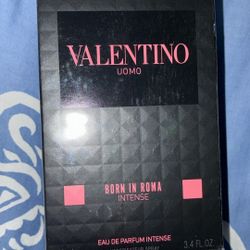 VALENTINO
UOMO
BORN IN ROMA
INTENSE
EAU DE PARFUM INTENSE
3.4 FL.OZ